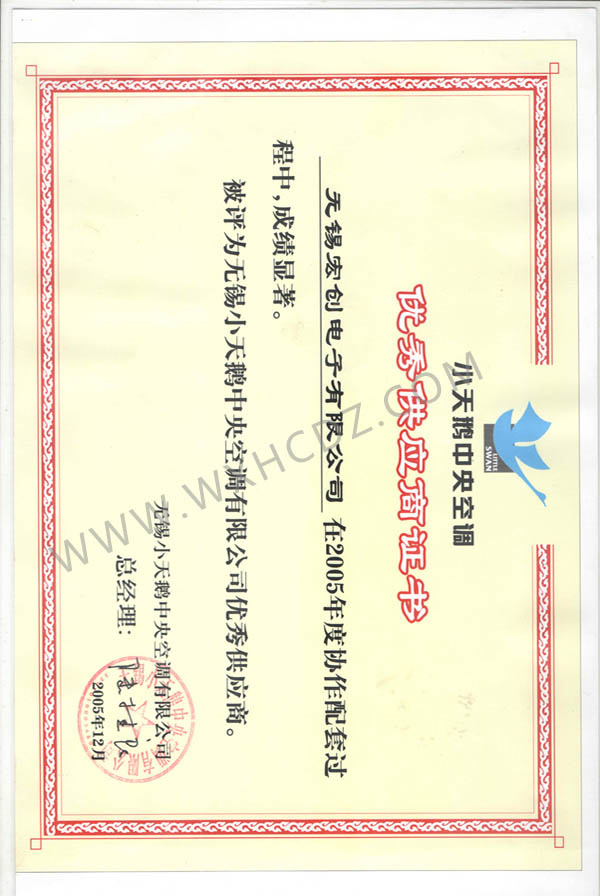 LITTLE
SWAN
小天鹅中央空调
优秀供应商证书
无锡宏创电子有限公司 在2005年度协作配套过
程中,成绩显著。
被评为无锡小天鹅中央空调有限公司优秀供应商。
无锡小天鹅中央空调有限公司
总经理:
2005年12月
WWW.WXHCDZ.COM